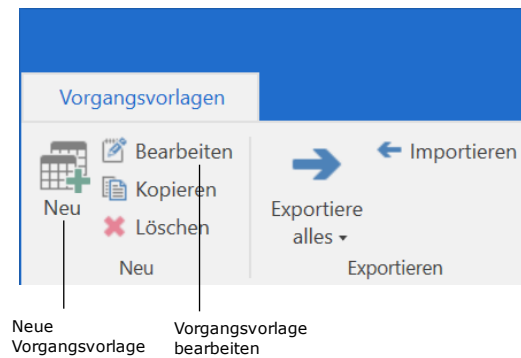 Vorgangsvorlagen
Neu
Bearbeiten
Kopieren
Löschen
Neu
Exportiere
alles
Importieren
Exportieren
Neue
Vorgangsvorlage
Vorgangsvorlage
bearbeiten